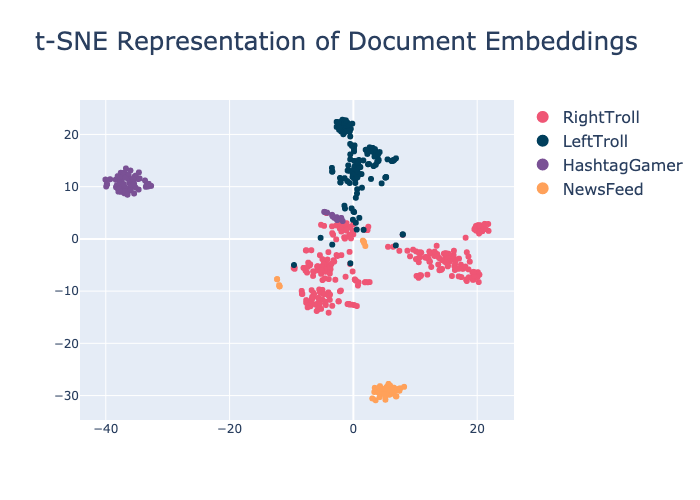 t-SNE Representation of Document Embeddings
RightTroll
LeftTroll
HashtagGamer
NewsFeed
20
10
0
−10
−20
−30
−40
−20
0
20